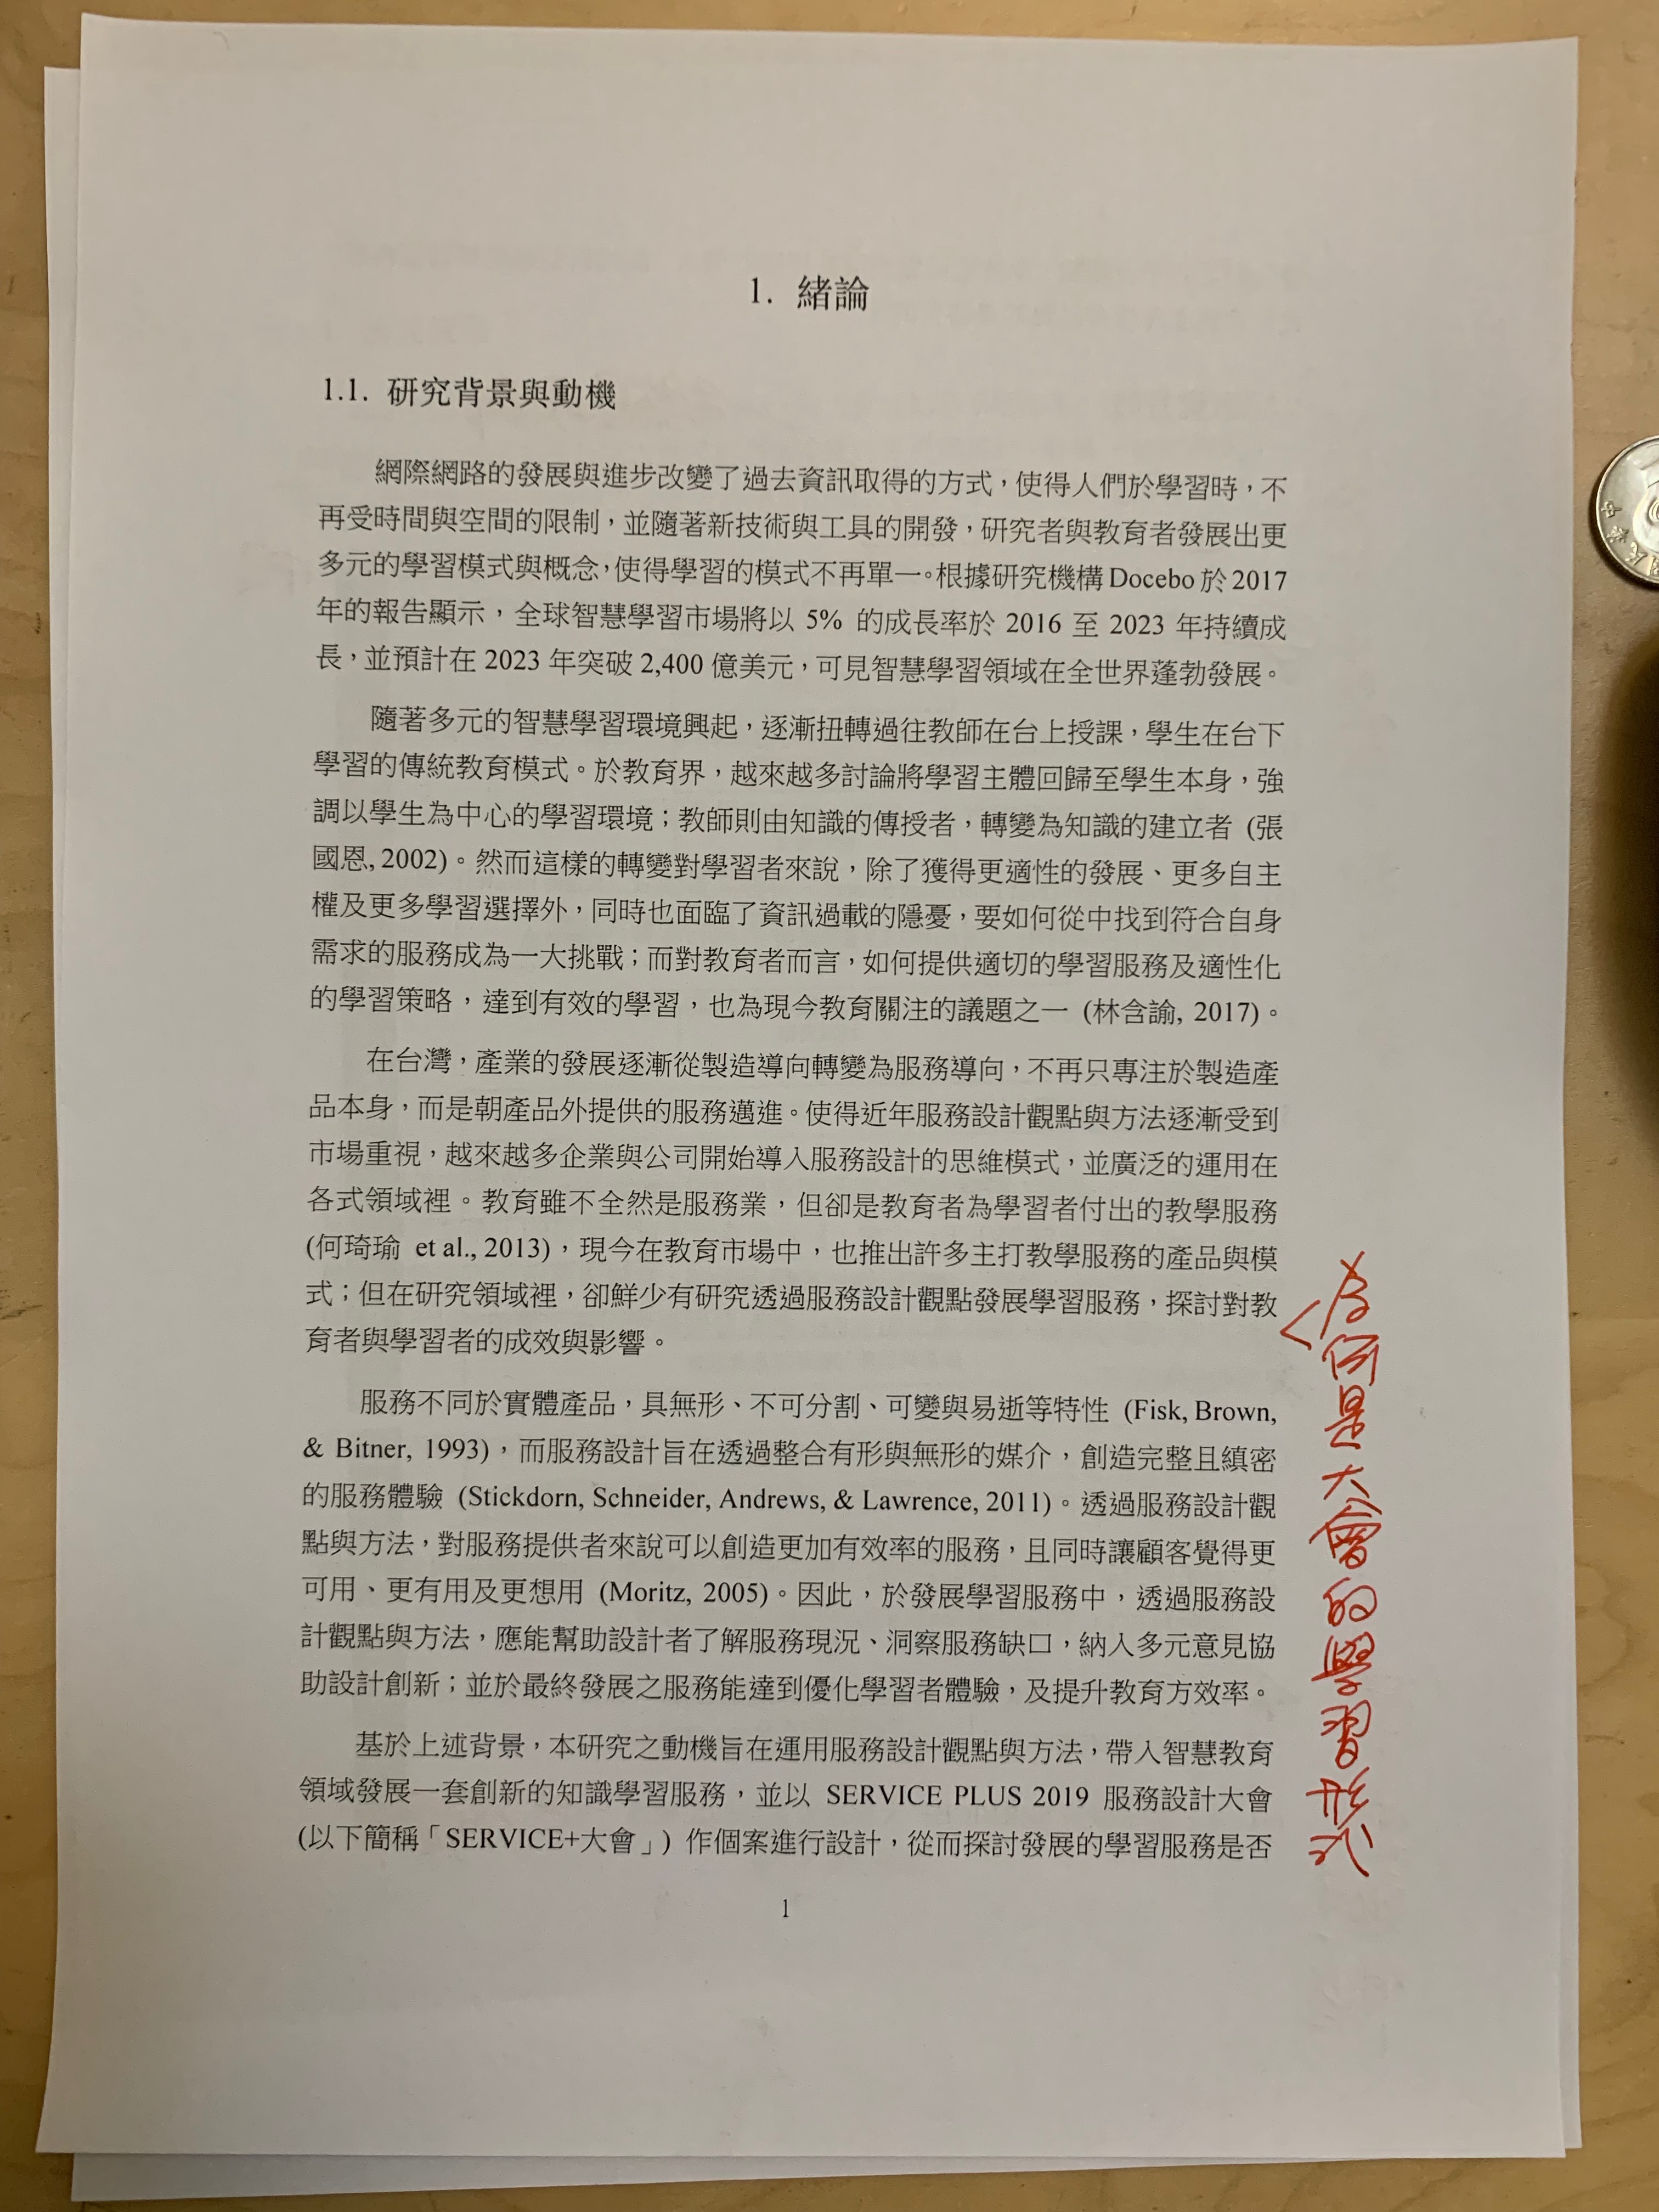 1. 緒論
1.1. 研究背景與動機
網際網路的發展與進步改變了過去資訊取得的方式，使得人們於學習時，不
再受時間與空間的限制，並隨著新技術與工具的開發，研究者與教育者發展出更
多元的學習模式與概念，使得學習的模式不再單一。根據研究機構 Docebo 於 2017
年的報告顯示，全球智慧學習市場將以 5% 的成長率於 2016 至 2023 年持續成
長，並預計在 2023 年突破 2,400 億美元，可見智慧學習領域在全世界蓬勃發展。
隨著多元的智慧學習環境興起，逐漸扭轉過往教師在台上授課，學生在台下
學習的傳統教育模式。於教育界，越來越多討論將學習主體回歸至學生本身，強
調以學生為中心的學習環境；教師則由知識的傳授者，轉變為知識的建立者 (張
國恩, 2002)。然而這樣的轉變對學習者來說，除了獲得更適性的發展、更多自主
權及更多學習選擇外，同時也面臨了資訊過載的隱憂，要如何從中找到符合自身
需求的服務成為一大挑戰；而對教育者而言，如何提供適切的學習服務及適性化
的學習策略，達到有效的學習，也為現今教育關注的議題之一 (林含諭, 2017)。
在台灣，產業的發展逐漸從製造導向轉變為服務導向，不再只專注於製造產
品本身，而是朝產品外提供的服務邁進。使得近年服務設計觀點與方法逐漸受到
市場重視，越來越多企業與公司開始導入服務設計的思維模式，並廣泛的運用在
各式領域裡。教育雖不全然是服務業，但卻是教育者為學習者付出的教學服務
(何琦瑜 et al., 2013)，現今在教育市場中，也推出許多主打教學服務的產品與模
式；但在研究領域裡，卻鮮少有研究透過服務設計觀點發展學習服務，探討對教
育者與學習者的成效與影響。
服務不同於實體產品，具無形、不可分割、可變與易逝等特性 (Fisk, Brown,
& Bitner, 1993)，而服務設計旨在透過整合有形與無形的媒介，創造完整且縝密
的服務體驗 (Stickdorn, Schneider, Andrews, & Lawrence, 2011)。透過服務設計觀
點與方法，對服務提供者來說可以創造更加有效率的服務，且同時讓顧客覺得更
可用、更有用及更想用 (Moritz, 2005)。因此，於發展學習服務中，透過服務設
計觀點與方法，應能幫助設計者了解服務現況、洞察服務缺口，納入多元意見協
助設計創新；並於最終發展之服務能達到優化學習者體驗，及提升教育方效率。
基於上述背景，本研究之動機旨在運用服務設計觀點與方法，帶入智慧教育
領域發展一套創新的知識學習服務，並以 SERVICE PLUS 2019 服務設計大會
(以下簡稱「SERVICE+大會」) 作個案進行設計，從而探討發展的學習服務是否
1
為何是大會的學習形式